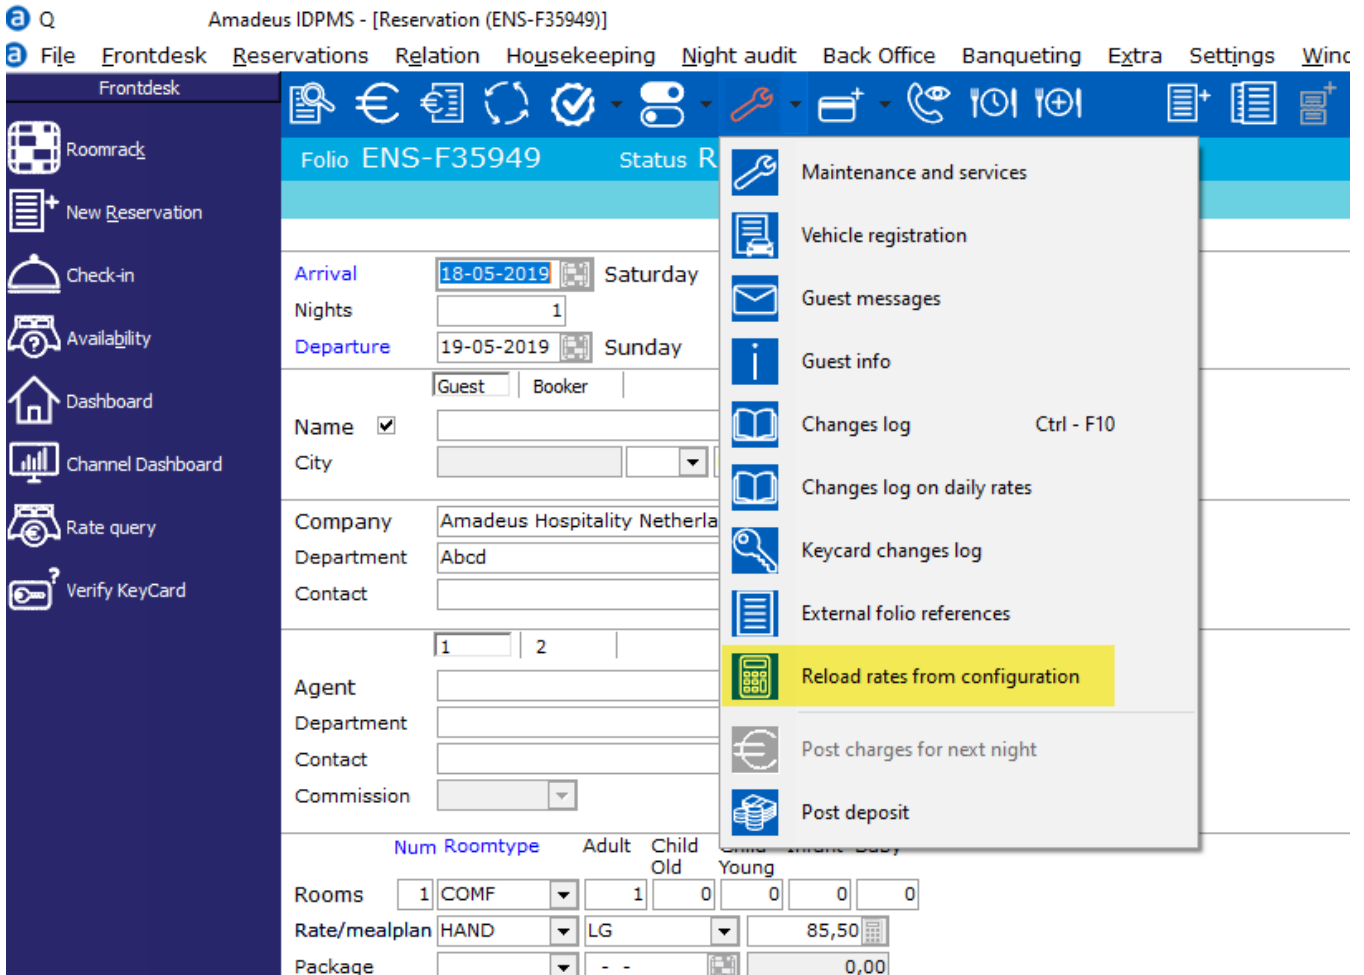 Q Amadeus IDPMS - [Reservation (ENS-F35949)]
File Frontdesk Reservations Relation Housekeeping Night audit Back Office Banqueting Extra Settings
Frontdesk
Roomrack
New Reservation
Check-in
Availability
Dashboard
Channel Dashboard
Rate query
Verify KeyCard
Folio ENS-F35949 Status R
Arrival 18-05-2019 Saturday
Nights 1
Departure 19-05-2019 Sunday
Guest Booker
Name
City
Company Amadeus Hospitality Netherla
Department Abcd
Contact
1 2
Agent
Department
Contact
Commission
Maintenance and services
Vehicle registration
Guest messages
Guest info
Changes log Ctrl - F10
Changes log on daily rates
Keycard changes log
External folio references
Reload rates from configuration
Post charges for next night
Post deposit
Num Roomtype Adult Child
Old Young
Rooms 1 COMF 1 0 0 0 0
Rate/mealplan HAND LG 85,50
Package - - 0,00